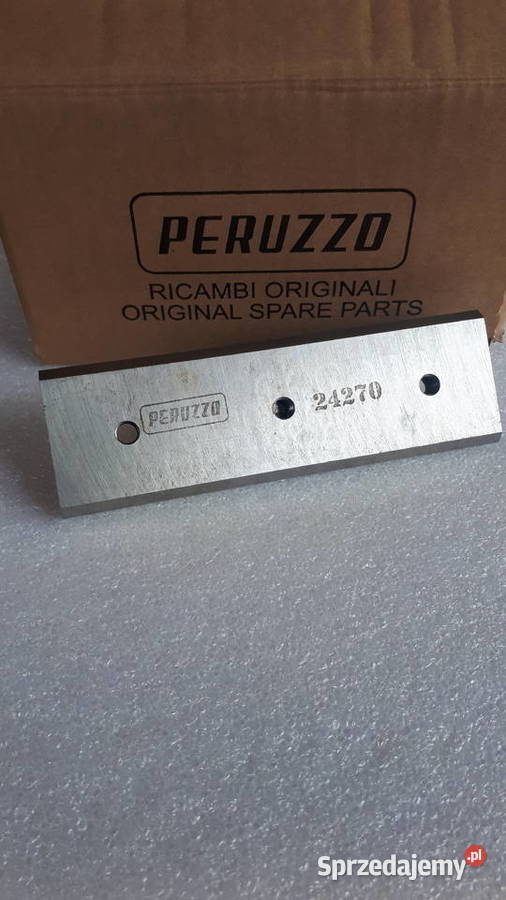 PERUZZO
RICAMBI ORIGINALI
ORIGINAL SPARE PARTS
PERUZZO
24270
Sprzedajemy.pl